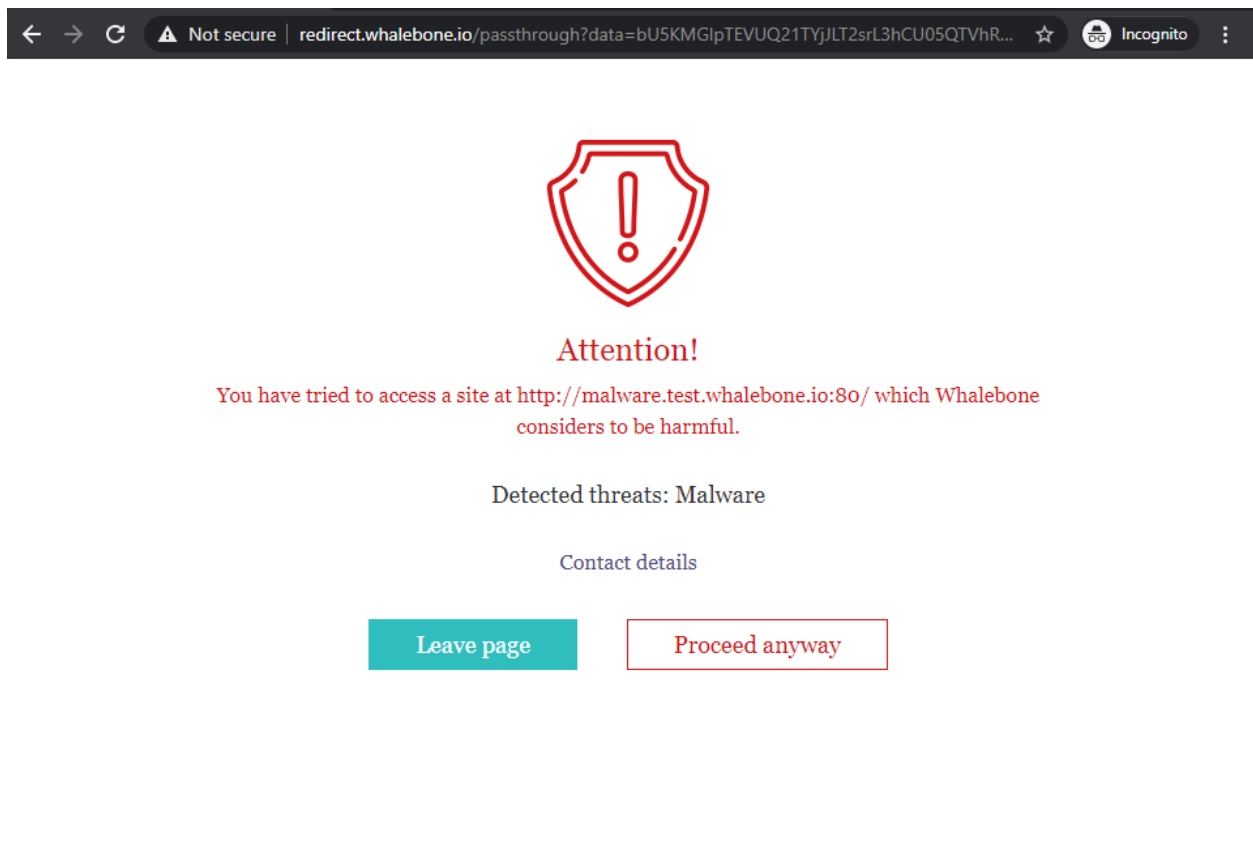 Not secure | redirect.whalebone.io/passthrough?data=bU5KMGlpTEVUQ21TYjJLT2srL3hCU05QTVhR... Incognito
Attention!
You have tried to access a site at http://malware.test.whalebone.io:80/ which Whalebone
considers to be harmful.
Detected threats: Malware
Contact details
Leave page Proceed anyway